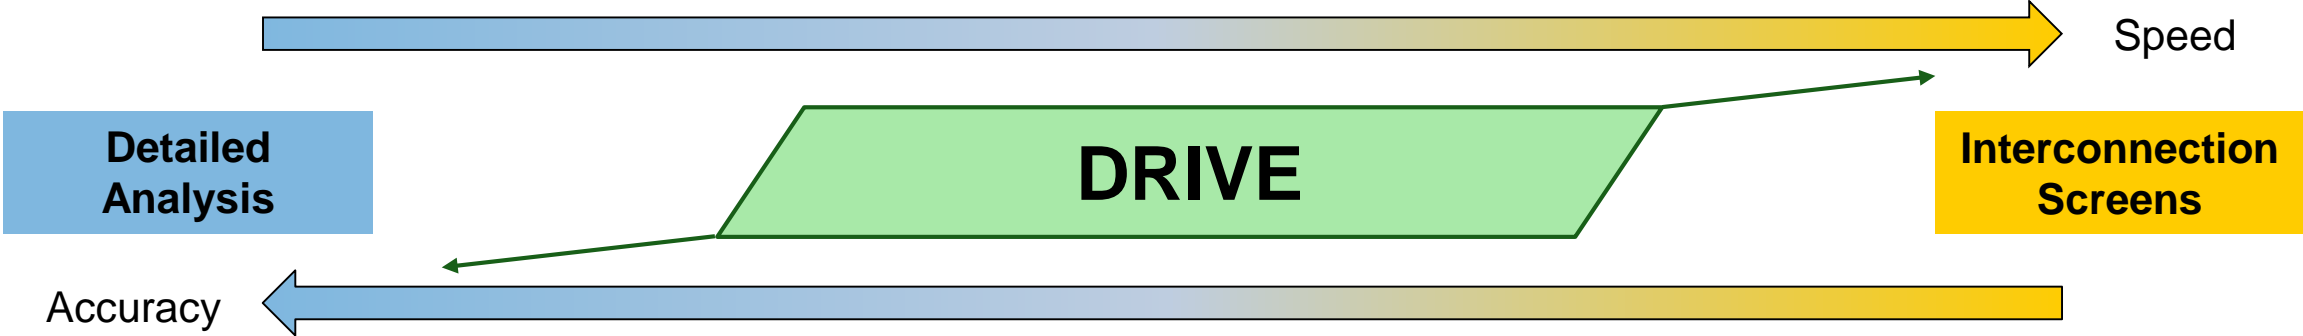 Speed
Detailed
Analysis
DRIVE
Interconnection
Screens
Accuracy